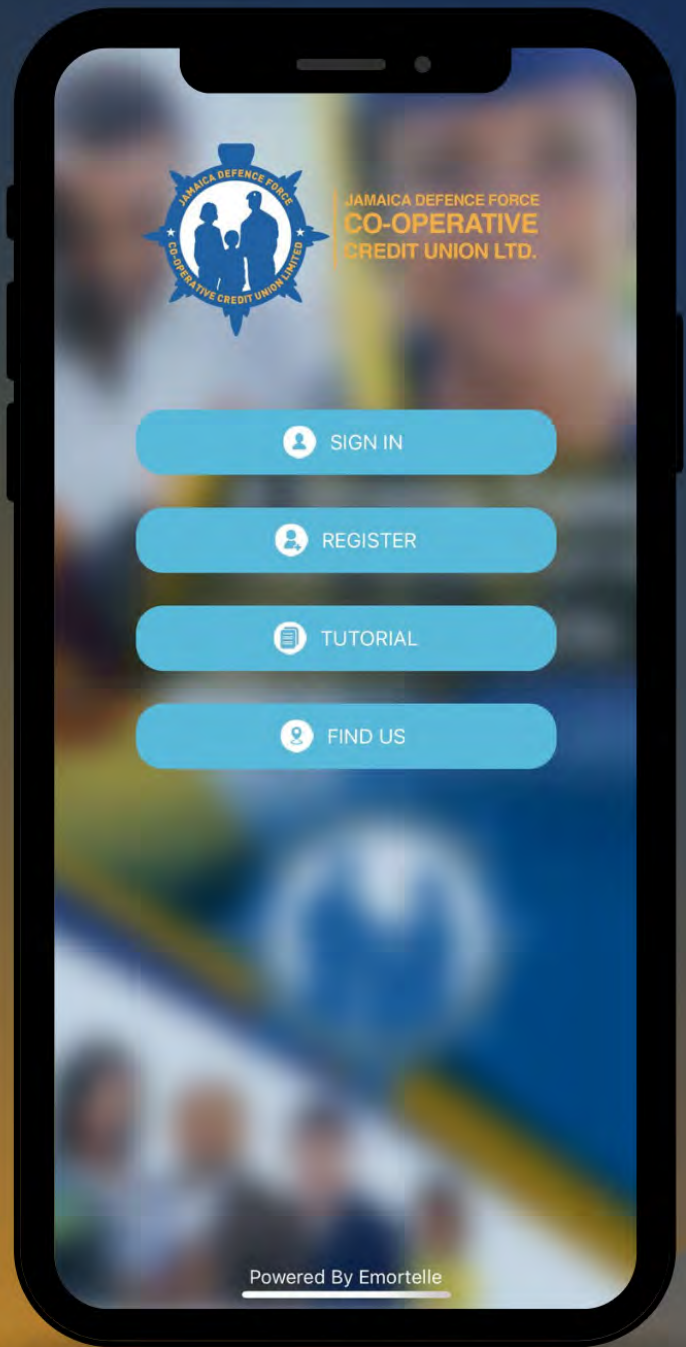 JAMAICA DEFENCE FORCE
CO-OPERATIVE CREDIT UNION LIMITED
JAMAICA DEFENCE FORCE
CO-OPERATIVE
CREDIT UNION LTD.
SIGN IN
REGISTER
TUTORIAL
FIND US
Powered By Emortelle